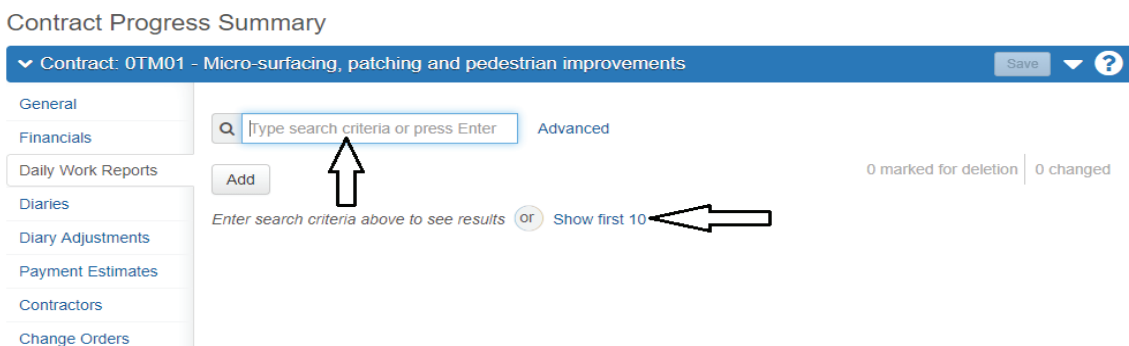 Contract Progress Summary
Contract: 0TM01 - Micro-surfacing, patching and pedestrian improvements
Save
?
General
Financials
Daily Work Reports
Diaries
Diary Adjustments
Payment Estimates
Contractors
Change Orders
Type search criteria or press Enter
Advanced
Add
0 marked for deletion
0 changed
Enter search criteria above to see results or Show first 10